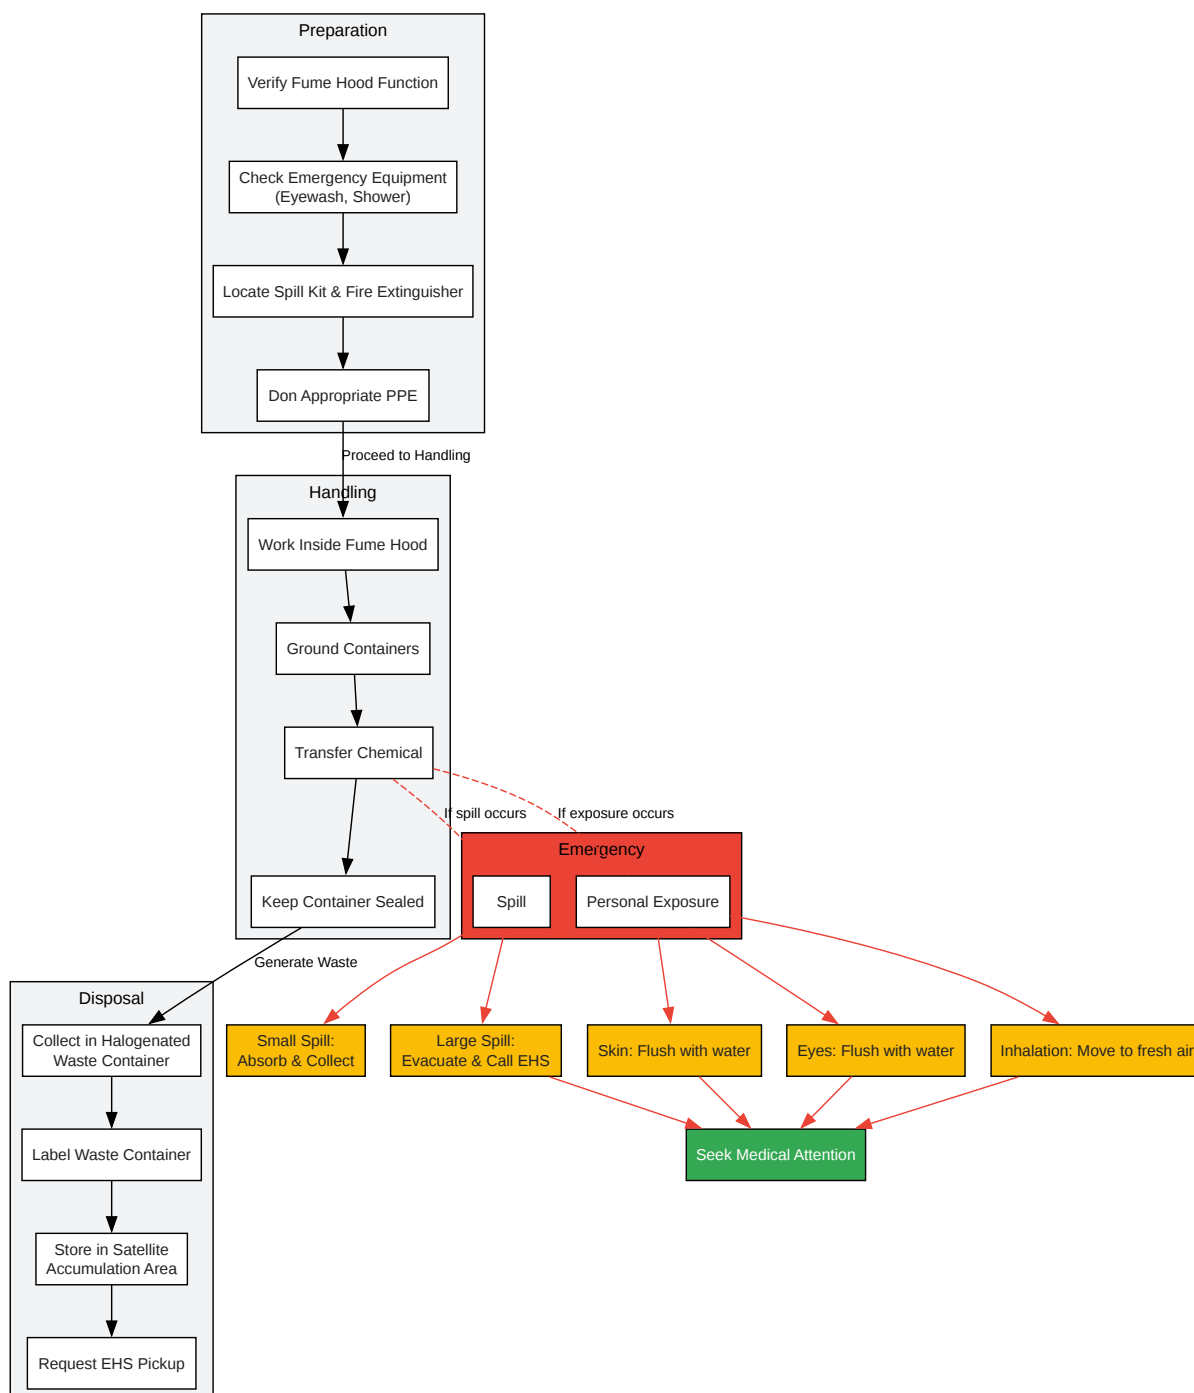 Preparation
Verify Fume Hood Function
Check Emergency Equipment
(Eyewash, Shower)
Locate Spill Kit & Fire Extinguisher
Don Appropriate PPE
Proceed to Handling
Handling
Work Inside Fume Hood
Ground Containers
Transfer Chemical
If spill occurs
If exposure occurs
Emergency
Keep Container Sealed
Spill
Personal Exposure
Generate Waste
Disposal
Collect in Halogenated
Waste Container
Small Spill:
Absorb & Collect
Large Spill:
Evacuate & Call EHS
Skin: Flush with water
Eyes: Flush with water
Inhalation: Move to fresh air
Label Waste Container
Seek Medical Attention
Store in Satellite
Accumulation Area
Request EHS Pickup